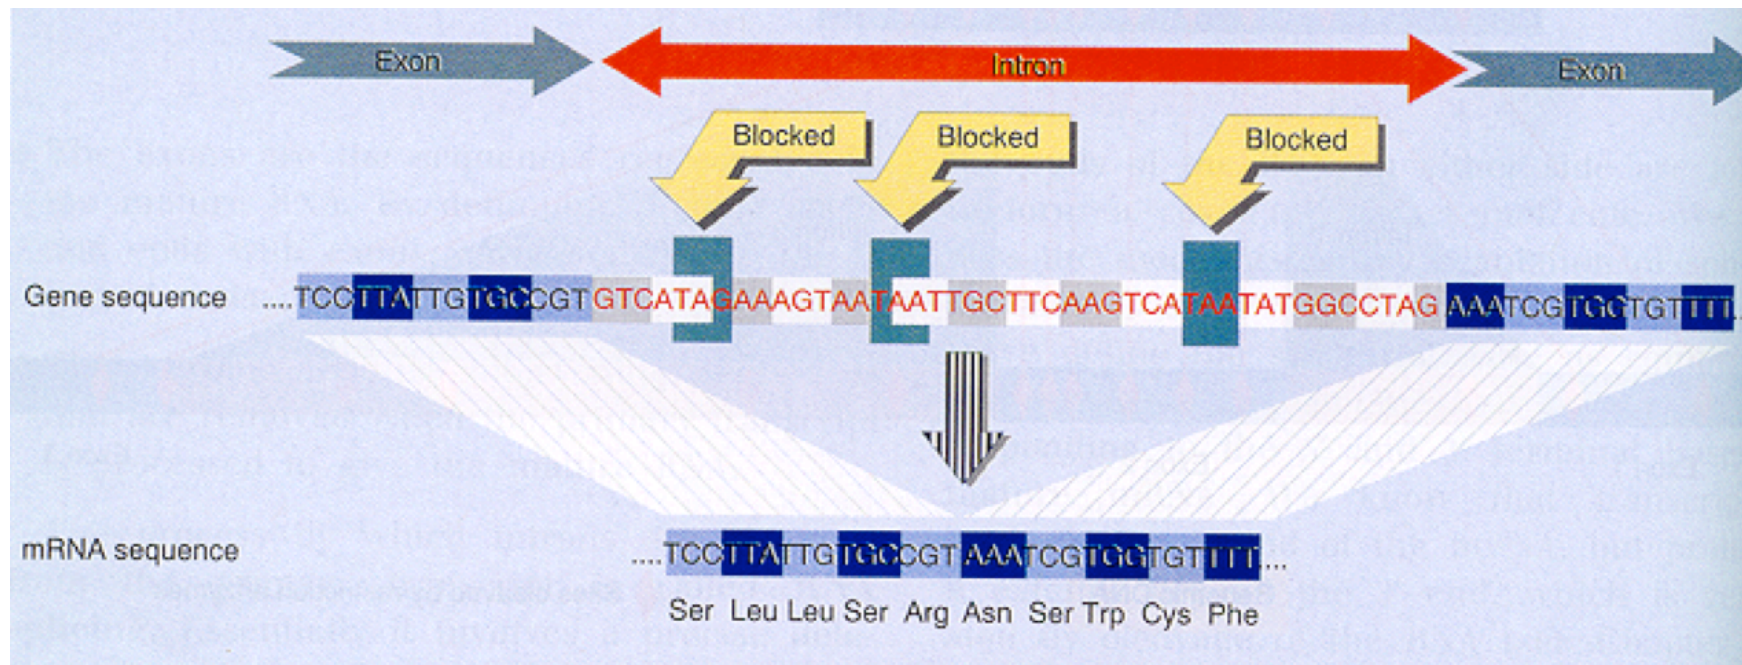 Exon Intron Exon
Blocked Blocked Blocked
Gene sequence ....TCCTTATTGTGCCGTGTCATAGAAAGTAATAATTGCTTCAAGTCATAATATGGCCTAGAAATCGTGGTGTTTT.
mRNA sequence ....TCCTTATTGTGCCGTAAATCGTGGTGTTTT....
Ser Leu Leu Ser Arg Asn Ser Trp Cys Phe